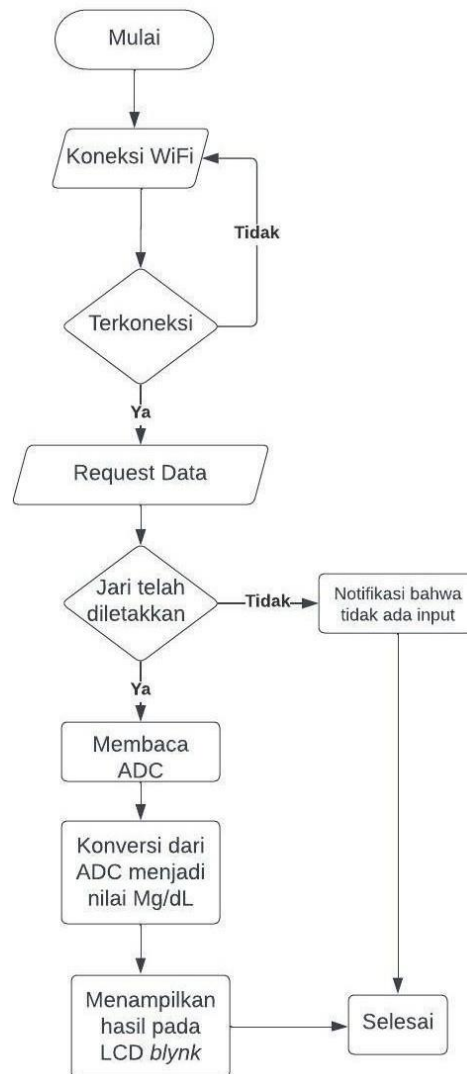 Mulai
Koneksi WiFi
Tidak
Terkoneksi
Ya
Request Data
Jari telah
diletakkan
Tidak
Notifikasi bahwa
tidak ada input
Ya
Membaca
ADC
Konversi dari
ADC menjadi
nilai Mg/dL
Menampilkan
hasil pada
LCD blynk
Selesai